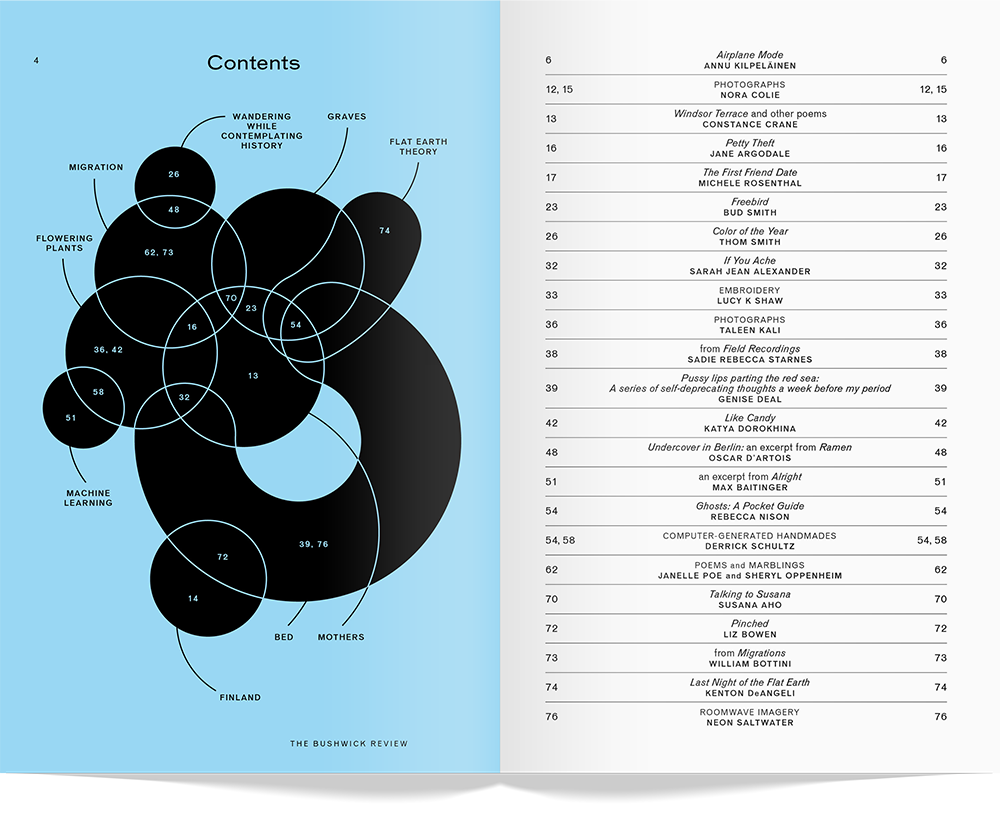 4
Contents
WANDERING
WHILE
CONTEMPLATING
HISTORY
GRAVES
FLAT EARTH
THEORY
MIGRATION
26
48
74
FLOWERING
PLANTS
62, 73
70
23
16
54
36, 42
13
58
32
51
MACHINE
LEARNING
39, 76
72
14
BED
MOTHERS
FINLAND
THE BUSHWICK REVIEW
6 Airplane Mode 6
ANNU KILPELÄINEN
12, 15 PHOTOGRAPHS 12, 15
NORA COLIE
13 Windsor Terrace and other poems 13
CONSTANCE CRANE
16 Petty Theft 16
JANE ARGODALE
17 The First Friend Date 17
MICHELE ROSENTHAL
23 Freebird 23
BUD SMITH
26 Color of the Year 26
THOM SMITH
32 If You Ache 32
SARAH JEAN ALEXANDER
33 EMBROIDERY 33
LUCY K SHAW
36 PHOTOGRAPHS 36
TALEEN KALI
38 from Field Recordings 38
SADIE REBECCA STARNES
Pussy lips parting the red sea:
39 A series of self-deprecating thoughts a week before my period 39
GENISE DEAL
42 Like Candy 42
KATYA DOROKHINA
48 Undercover in Berlin: an excerpt from Ramen 48
OSCAR D'ARTOIS
51 an excerpt from Alright 51
MAX BAITINGER
54 Ghosts: A Pocket Guide 54
REBECCA NISON
54, 58 COMPUTER-GENERATED HANDMADES 54, 58
DERRICK SCHULTZ
62 POEMS and MARBLINGS 62
JANELLE POE and SHERYL OPPENHEIM
70 Talking to Susana 70
SUSANA AHO
72 Pinched 72
LIZ BOWEN
73 from Migrations 73
WILLIAM BOTTINI
74 Last Night of the Flat Earth 74
KENTON DeANGELI
76 ROOMWAVE IMAGERY 76
NEON SALTWATER